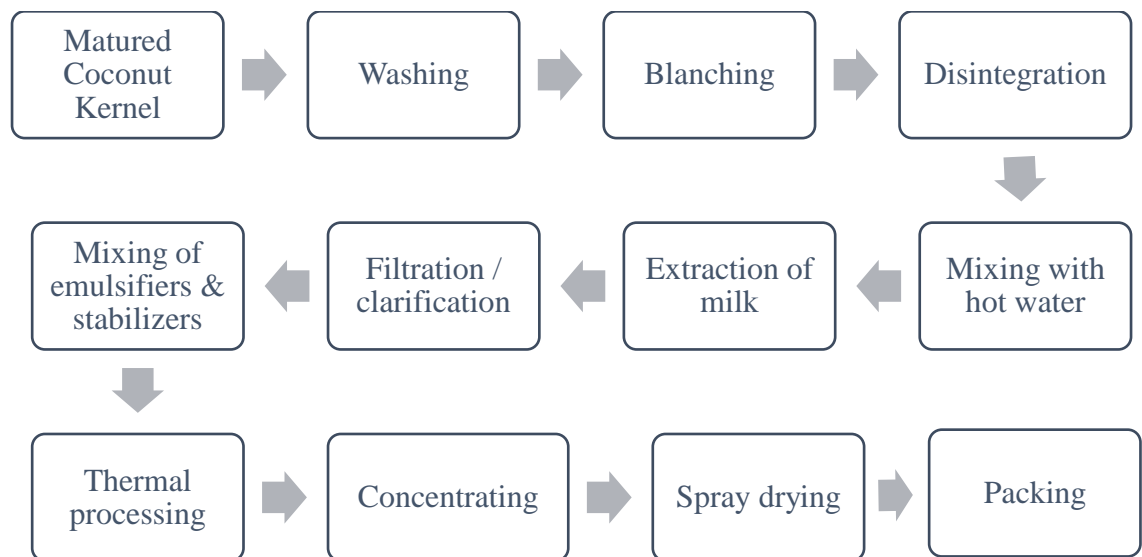 Matured
Coconut
Kernel
Washing
Blanching
Disintegration
Mixing with
hot water
Extraction of
milk
Filtration /
clarification
Mixing of
emulsifiers &
stabilizers
Thermal
processing
Concentrating
Spray drying
Packing